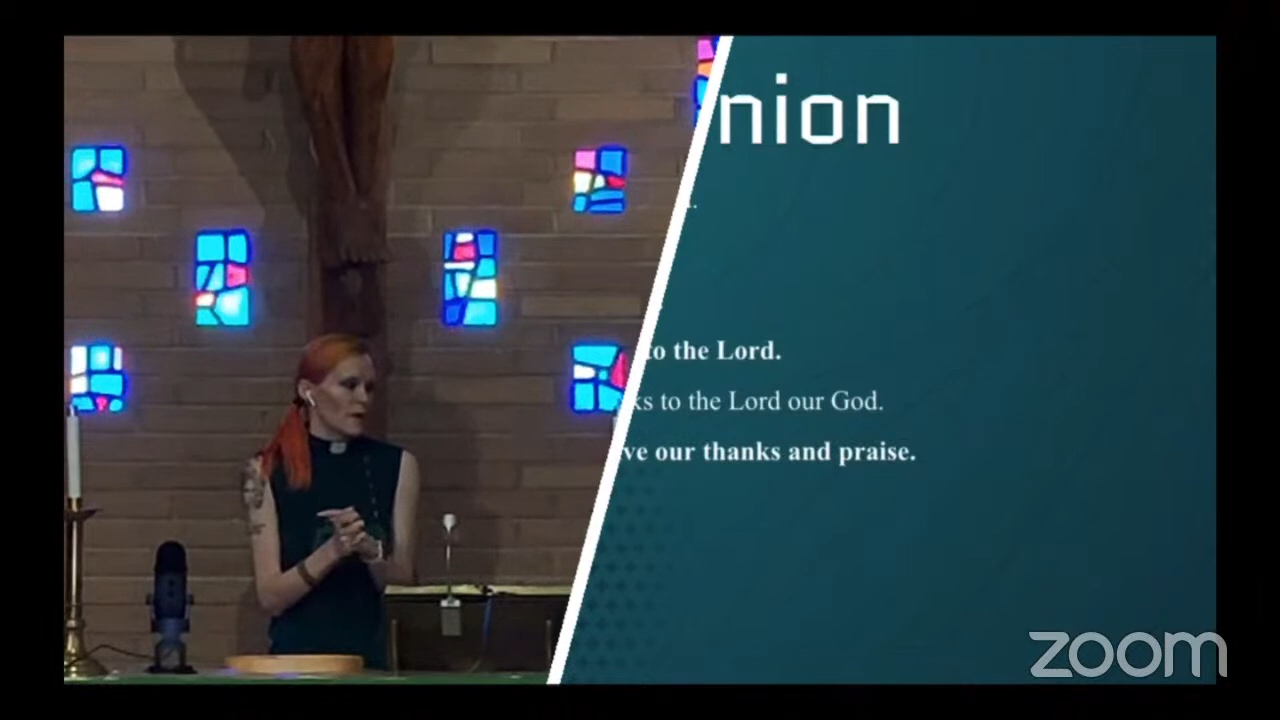 nion
to the Lord.
ks to the Lord our God.
ve our thanks and praise.
zoom